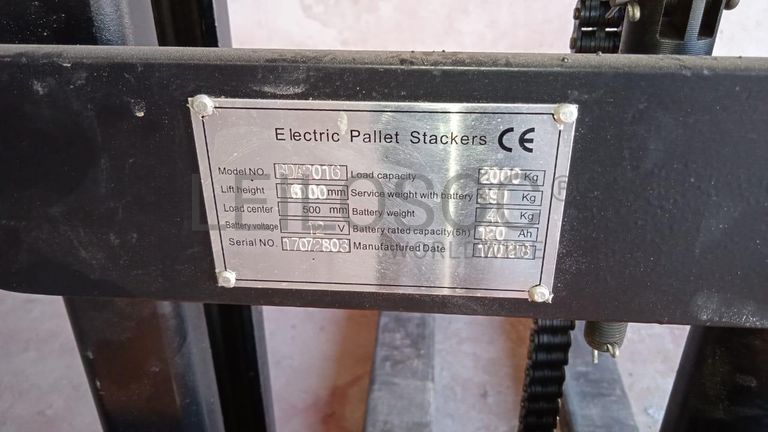 Electric Pallet Stackers CE
Model NO. Load capacity 2000 Kg
Lift height 1600 mm Service weight with battery Kg
Load center 500 mm Battery weight 40 Kg
Battery voltage 12 V Battery rated capacity(5h) 120 Ah
Serial NO. 17072803 Manufactured Date